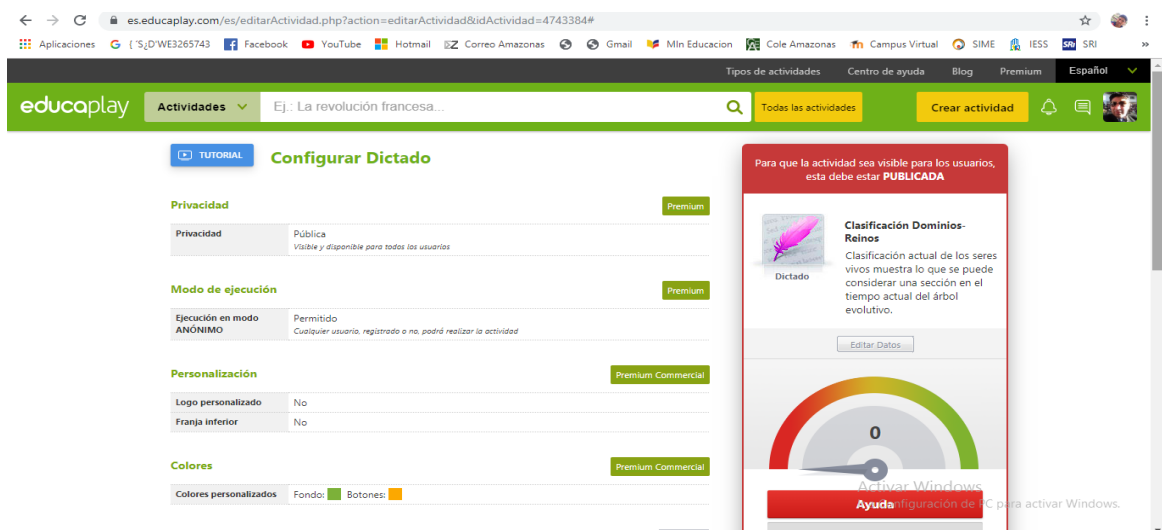 es.educaplay.com/es/editarActividad.php?action=editarActividad&idActividad=4743384#
Aplicaciones G ('S¿D'WE3265743 Facebook YouTube Hotmail Correo Amazonas Gmail MIn Educacion Cole Amazonas Campus Virtual SIME IESS SRI SRI »
Tipos de actividades Centro de ayuda Blog Premium Español
educaplay Actividades Ej.: La revolución francesa... Todas las actividades Crear actividad
TUTORIAL Configurar Dictado
Privacidad Premium
Privacidad Pública
Visible y disponible para todos los usuarios
Modo de ejecución Premium
Ejecución en modo ANÓNIMO Permitido
Cualquier usuario, registrado o no, podrá realizar la actividad
Personalización Premium Commercial
Logo personalizado No
Franja inferior No
Colores Premium Commercial
Colores personalizados Fondo: Botones:
Para que la actividad sea visible para los usuarios,
esta debe estar PUBLICADA
Dictado
Clasificación Dominios-
Reinos
Clasificación actual de los seres
vivos muestra lo que se puede
considerar una sección en el
tiempo actual del árbol
evolutivo.
Editar Datos
0
Ayuda
Activar Windows
nfiguración de PC para activar Windows.